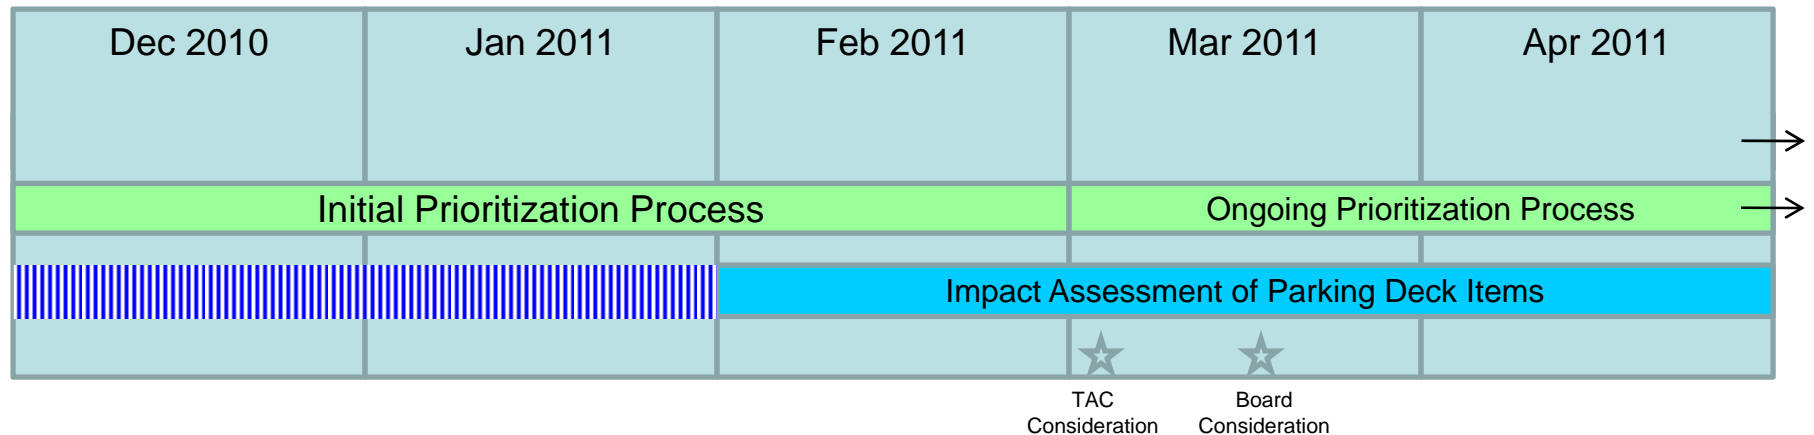 Dec 2010
Jan 2011
Feb 2011
Mar 2011
Apr 2011
Initial Prioritization Process
Ongoing Prioritization Process
Impact Assessment of Parking Deck Items
TAC
Consideration
Board
Consideration